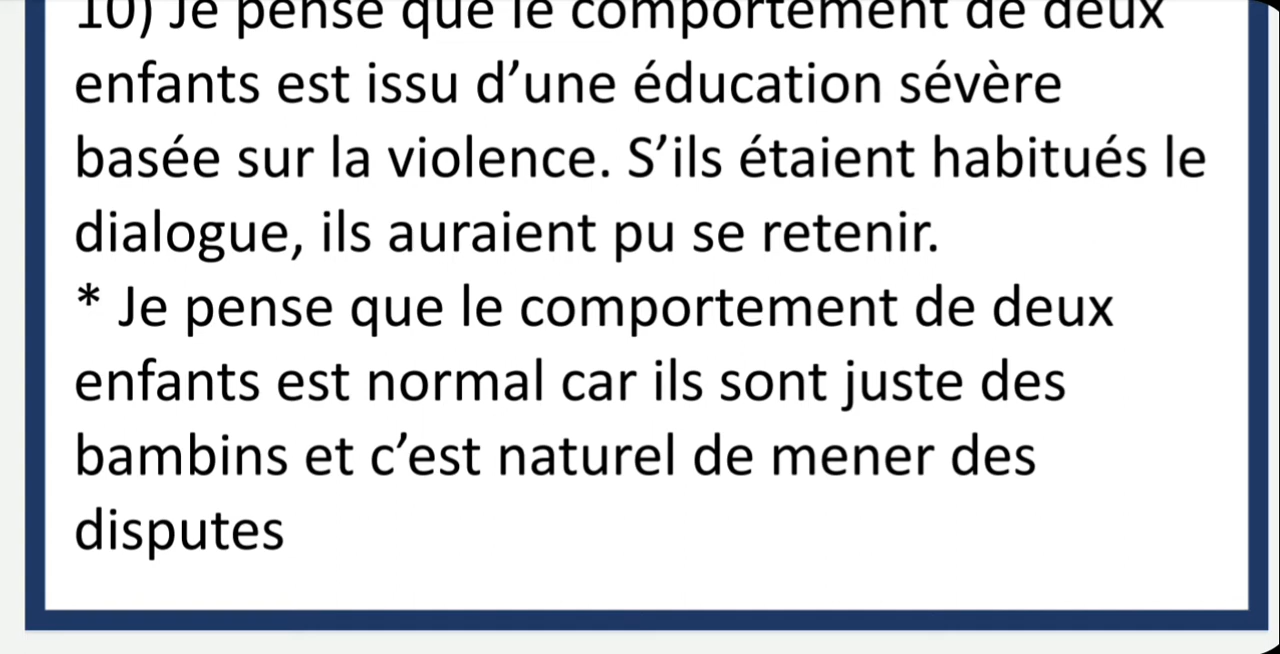 10) Je pense que le comportement de deux
enfants est issu d’une éducation sévère
basée sur la violence. S’ils étaient habitués le
dialogue, ils auraient pu se retenir.
* Je pense que le comportement de deux
enfants est normal car ils sont juste des
bambins et c’est naturel de mener des
disputes